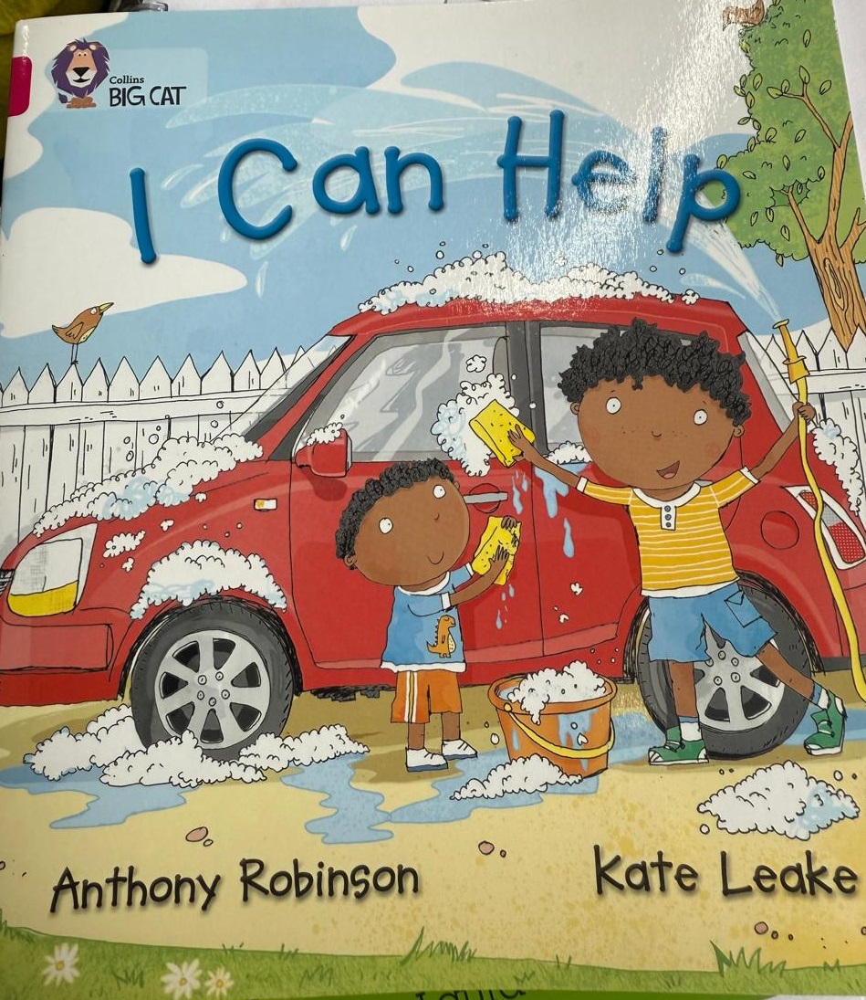 Collins
BIG CAT
I Can Help
Anthony Robinson
Kate Leake